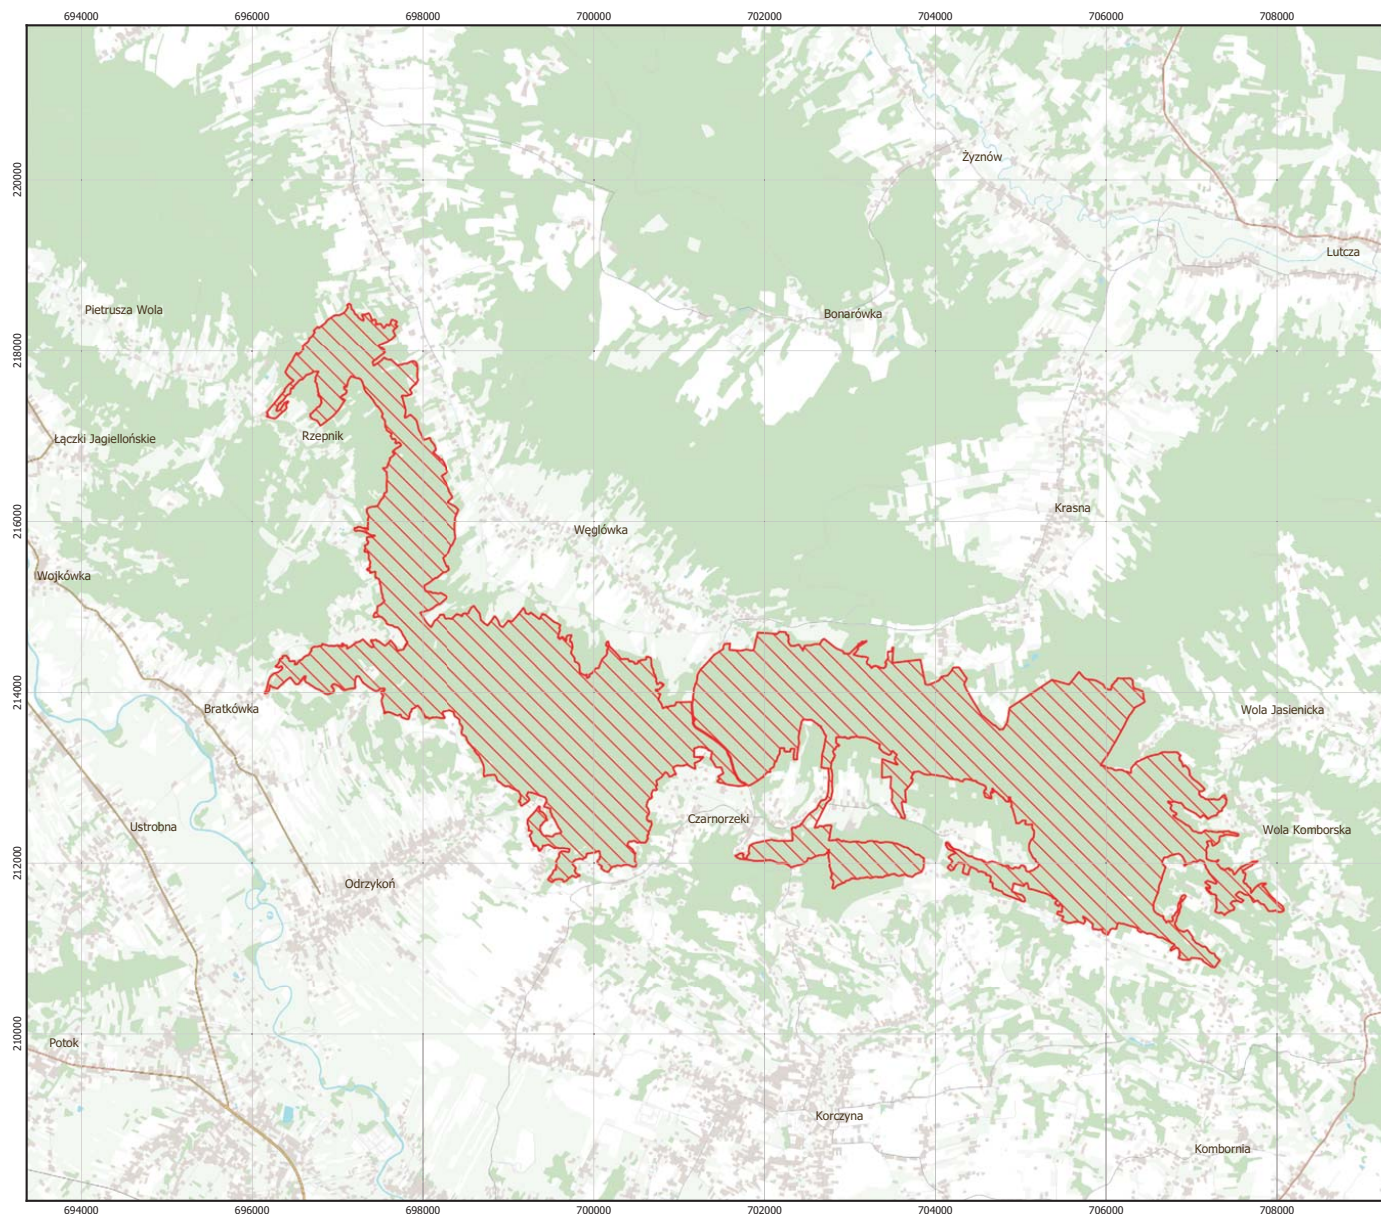 694000 696000 698000 700000 702000 704000 706000 708000
Żyznów
220000
Lutcza
Pietrusza Wola
Bonarówka
218000
Rzepnik
Łączki Jagiellońskie
Krasna
216000
Węglówka
Wojkówka
214000
Bratkówka
Wola Jasienicka
Czarnorzeki
Ustrobna
Wola Komborska
212000
Odrzykoń
210000
Potok
Korczyna
Kombornia
694000 696000 698000 700000 702000 704000 706000 708000